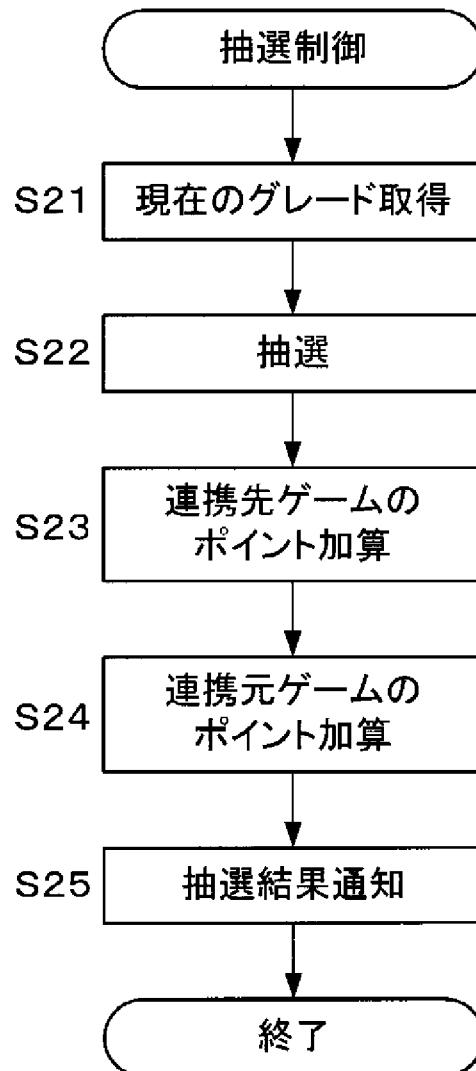 抽選制御
S21 現在のグレード取得
S22 抽選
S23 連携先ゲームの
ポイント加算
S24 連携元ゲームの
ポイント加算
S25 抽選結果通知
終了